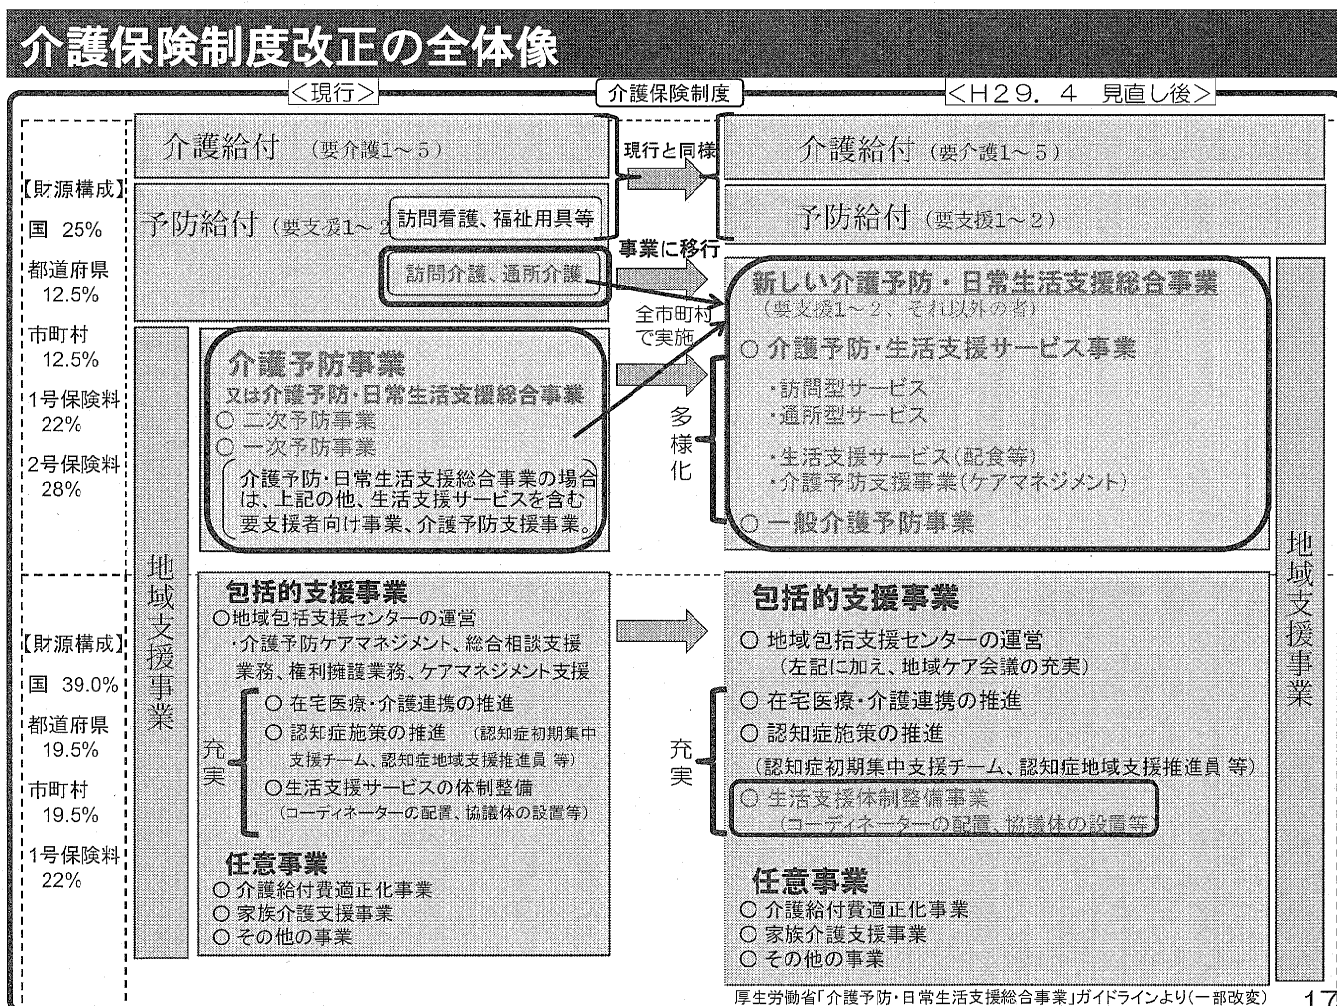 介護保険制度改正の全体像
＜現行＞
介護保険制度
＜H29．4 見直し後＞
【財源構成】
国 25%
都道府県
12.5%
市町村
12.5%
1号保険料
22%
2号保険料
28%
【財源構成】
国 39.0%
都道府県
19.5%
市町村
19.5%
1号保険料
22%
介護給付 （要介護1～5）
予防給付（要支援1～2
訪問看護、福祉用具等
訪問介護、通所介護
地域支援事業
介護予防事業
又は介護予防・日常生活支援総合事業
○ 二次予防事業
○ 一次予防事業
介護予防・日常生活支援総合事業の場合
は、上記の他、生活支援サービスを含む
要支援者向け事業、介護予防支援事業。
包括的支援事業
○地域包括支援センターの運営
・介護予防ケアマネジメント、総合相談支援
業務、権利擁護業務、ケアマネジメント支援
充実
○ 在宅医療・介護連携の推進
○ 認知症施策の推進 （認知症初期集中
支援チーム、認知症地域支援推進員 等）
○生活支援サービスの体制整備
（コーディネーターの配置、協議体の設置等）
任意事業
○ 介護給付費適正化事業
○ 家族介護支援事業
○ その他の事業
現行と同様
事業に移行
全市町村
で実施
多様化
充実
介護給付（要介護1～5）
予防給付（要支援1～2）
新しい介護予防・日常生活支援総合事業
（要支援1～2、それ以外の者）
○ 介護予防・生活支援サービス事業
・訪問型サービス
・通所型サービス
・生活支援サービス（配食等）
・介護予防支援事業（ケアマネジメント）
○ 一般介護予防事業
包括的支援事業
○ 地域包括支援センターの運営
（左記に加え、地域ケア会議の充実）
○ 在宅医療・介護連携の推進
○ 認知症施策の推進
（認知症初期集中支援チーム、認知症地域支援推進員 等）
○ 生活支援体制整備事業
（コーディネーターの配置、協議体の設置等）
任意事業
○ 介護給付費適正化事業
○ 家族介護支援事業
○ その他の事業
地域支援事業
厚生労働省「介護予防・日常生活支援総合事業」ガイドラインより（一部改変）
17